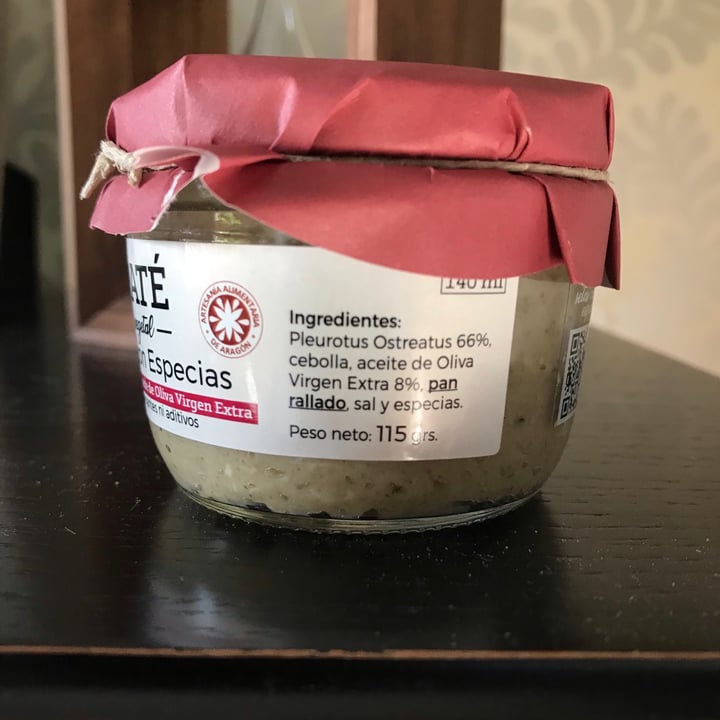 ATÉ
Especias
de Oliva Virgen Extra
ni aditivos
ARTESANÍA ALIMENTARIA
DE ARAGÓN
140 ml
Ingredientes:
Pleurotus Ostreatus 66%,
cebolla, aceite de Oliva
Virgen Extra 8%, pan
rallado, sal y especias.
Peso neto: 115 grs.